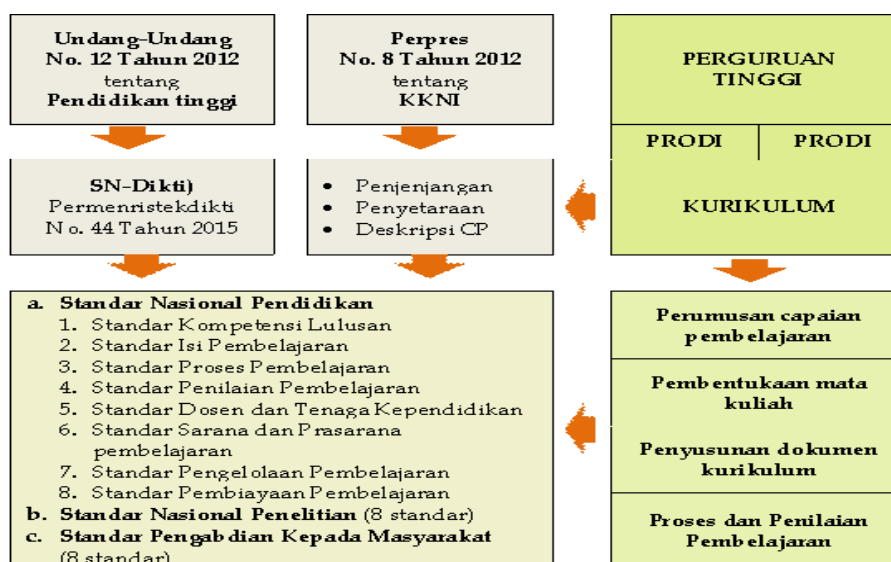 Undang-Undang
No. 12 Tahun 2012
tentang
Pendidikan tinggi
Perpres
No. 8 Tahun 2012
tentang
KKNI
PERGURUAN
TINGGI
PRODI
PRODI
SN-Dikti)
Permenristekdikti
No. 44 Tahun 2015
• Penjenjangan
• Penyetaraan
• Deskripsi CP
KURIKULUM
a. Standar Nasional Pendidikan
1. Standar Kompetensi Lulusan
2. Standar Isi Pembelajaran
3. Standar Proses Pembelajaran
4. Standar Penilaian Pembelajaran
5. Standar Dosen dan Tenaga Kependidikan
6. Standar Sarana dan Prasarana
pembelajaran
7. Standar Pengelolaan Pembelajaran
8. Standar Pembiayaan Pembelajaran
b. Standar Nasional Penelitian (8 standar)
c. Standar Pengabdian Kepada Masyarakat
(8 standar)
Perumusan capaian
pembelajaran
Pembentukaan mata
kuliah
Penyusunan dokumen
kurikulum
Proses dan Penilaian
Pembelajaran